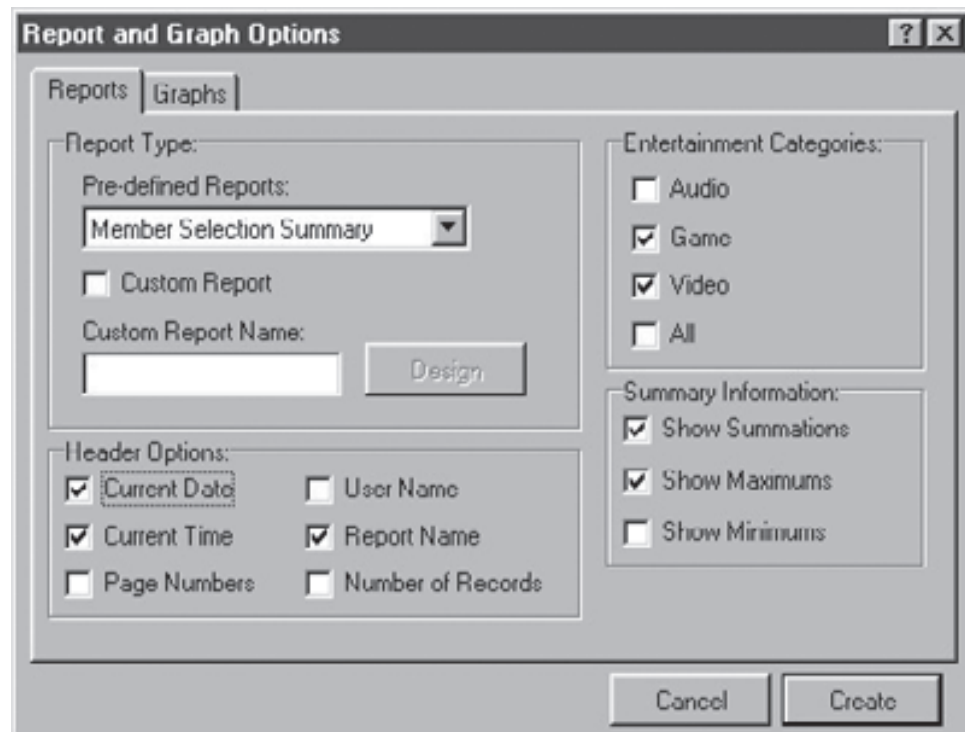 Report and Graph Options
Reports
Graphs
Report Type:
Pre-defined Reports:
Member Selection Summary
Custom Report
Custom Report Name:
Design
Header Options:
Current Date
User Name
Current Time
Report Name
Page Numbers
Number of Records
Entertainment Categories:
Audio
Game
Video
All
Summary Information:
Show Summations
Show Maximums
Show Minimums
Cancel
Create